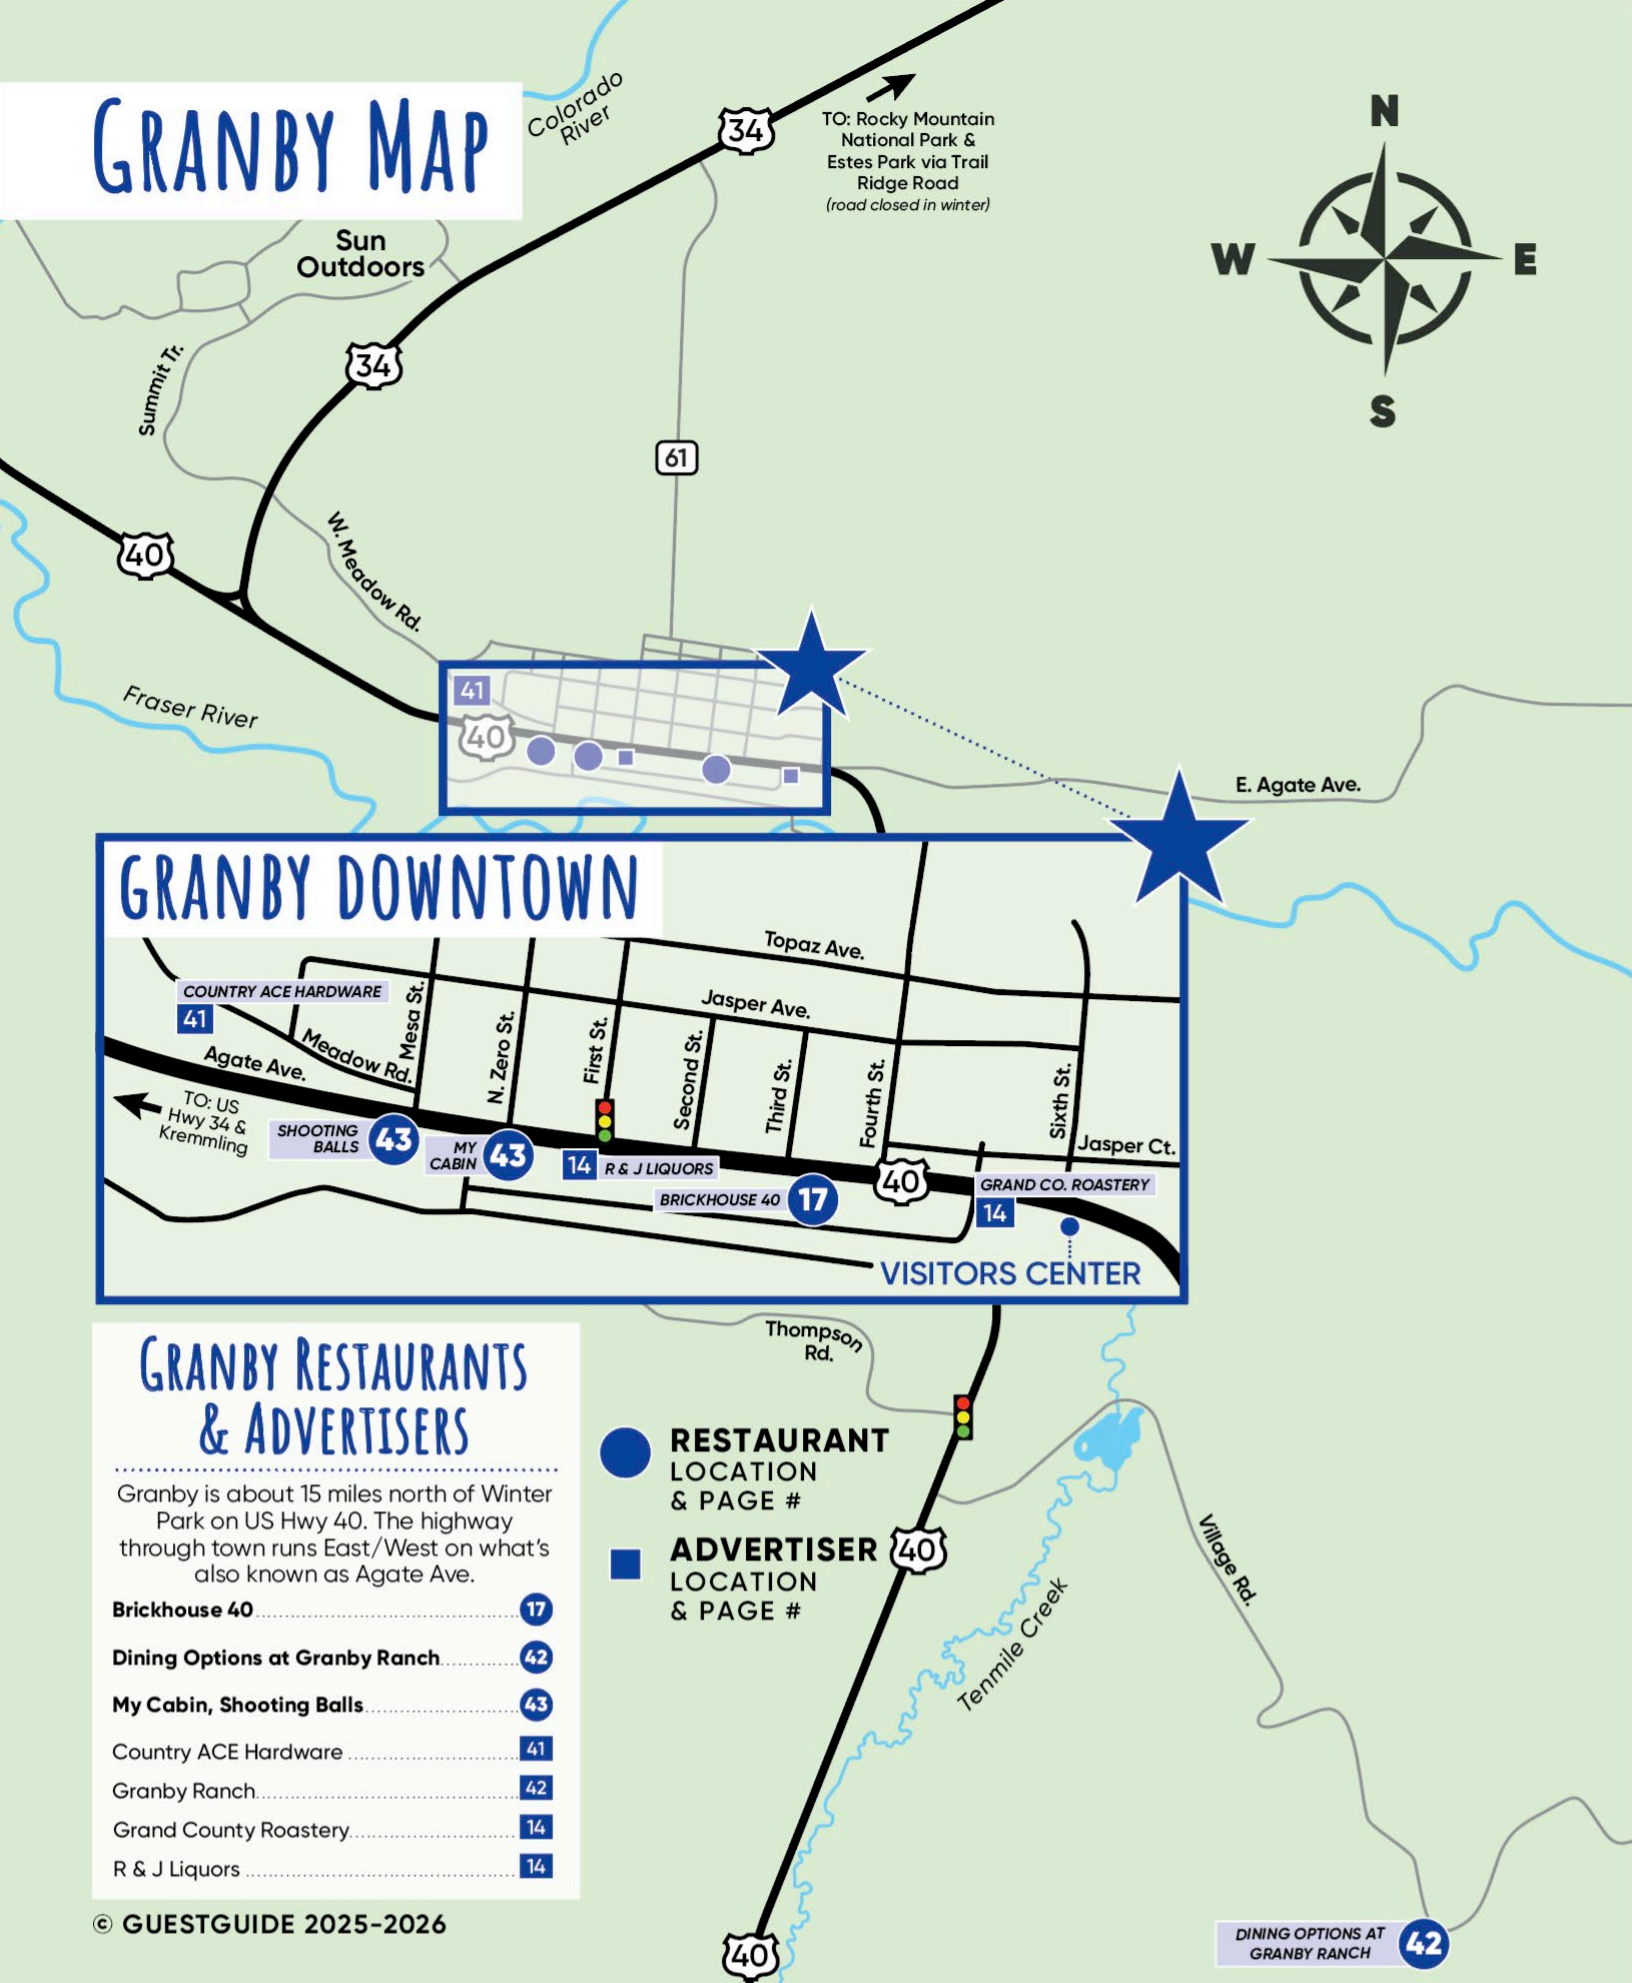 GRANBY MAP
Colorado
River
34
TO: Rocky Mountain
National Park &
Estes Park via Trail
Ridge Road
(road closed in winter)
N
W
E
S
Sun
Outdoors
34
Summit Tr.
61
40
W. Meadow Rd.
Fraser River
41
40
E. Agate Ave.
GRANBY DOWNTOWN
Topaz Ave.
COUNTRY ACE HARDWARE
41
Jasper Ave.
Mesa St.
N. Zero St.
First St.
Second St.
Third St.
Fourth St.
Sixth St.
Meadow Rd.
Agate Ave.
TO: US
Hwy 34 &
Kremmling
SHOOTING
BALLS
43
MY
CABIN
43
14
R & J LIQUORS
BRICKHOUSE 40
17
40
Jasper Ct.
GRAND CO. ROASTERY
14
VISITORS CENTER
Thompson
Rd.
GRANBY RESTAURANTS
& ADVERTISERS
Granby is about 15 miles north of Winter
Park on US Hwy 40. The highway
through town runs East/West on what's
also known as Agate Ave.
Brickhouse 40 17
Dining Options at Granby Ranch 42
My Cabin, Shooting Balls 43
Country ACE Hardware 41
Granby Ranch 42
Grand County Roastery 14
R & J Liquors 14
RESTAURANT
LOCATION
& PAGE #
ADVERTISER
LOCATION
& PAGE #
40
Village Rd.
Tenmile Creek
© GUESTGUIDE 2025-2026
40
DINING OPTIONS AT
GRANBY RANCH
42